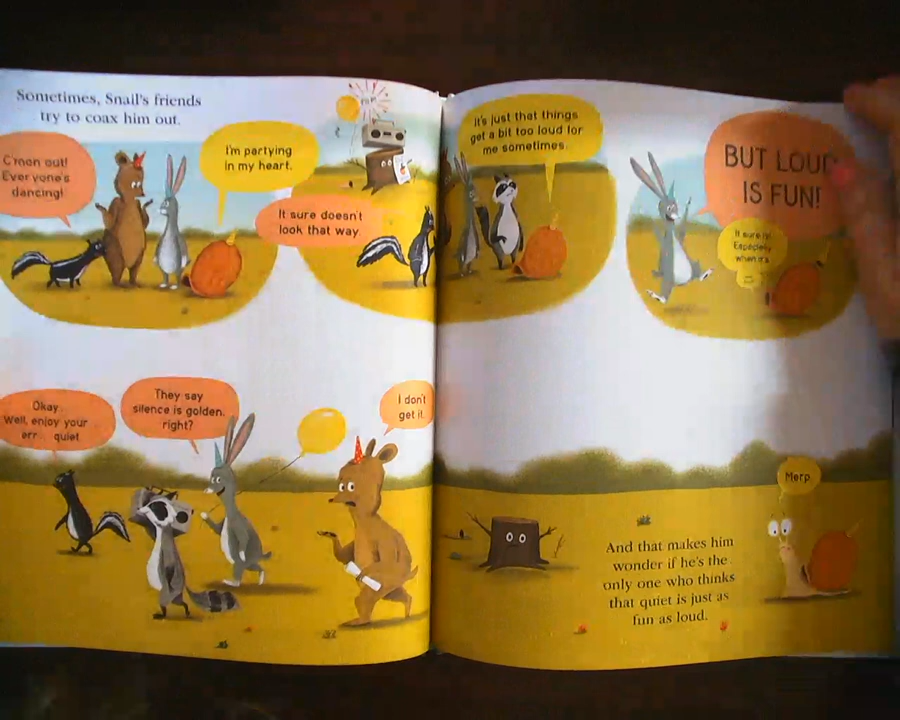 Sometimes, Snail's friends
try to coax him out.
C'mon out!
Everyone's
dancing!
I'm partying
in my heart.
It sure doesn't
look that way.
It's just that things
get a bit too loud for
me sometimes.
BUT LOUD
IS FUN!
It sure is!
Especially
when it's
Okay.
Well, enjoy your
err... quiet.
They say
silence is golden,
right?
I don't
get it.
Merp.
And that makes him
wonder if he's the
only one who thinks
that quiet is just as
fun as loud.